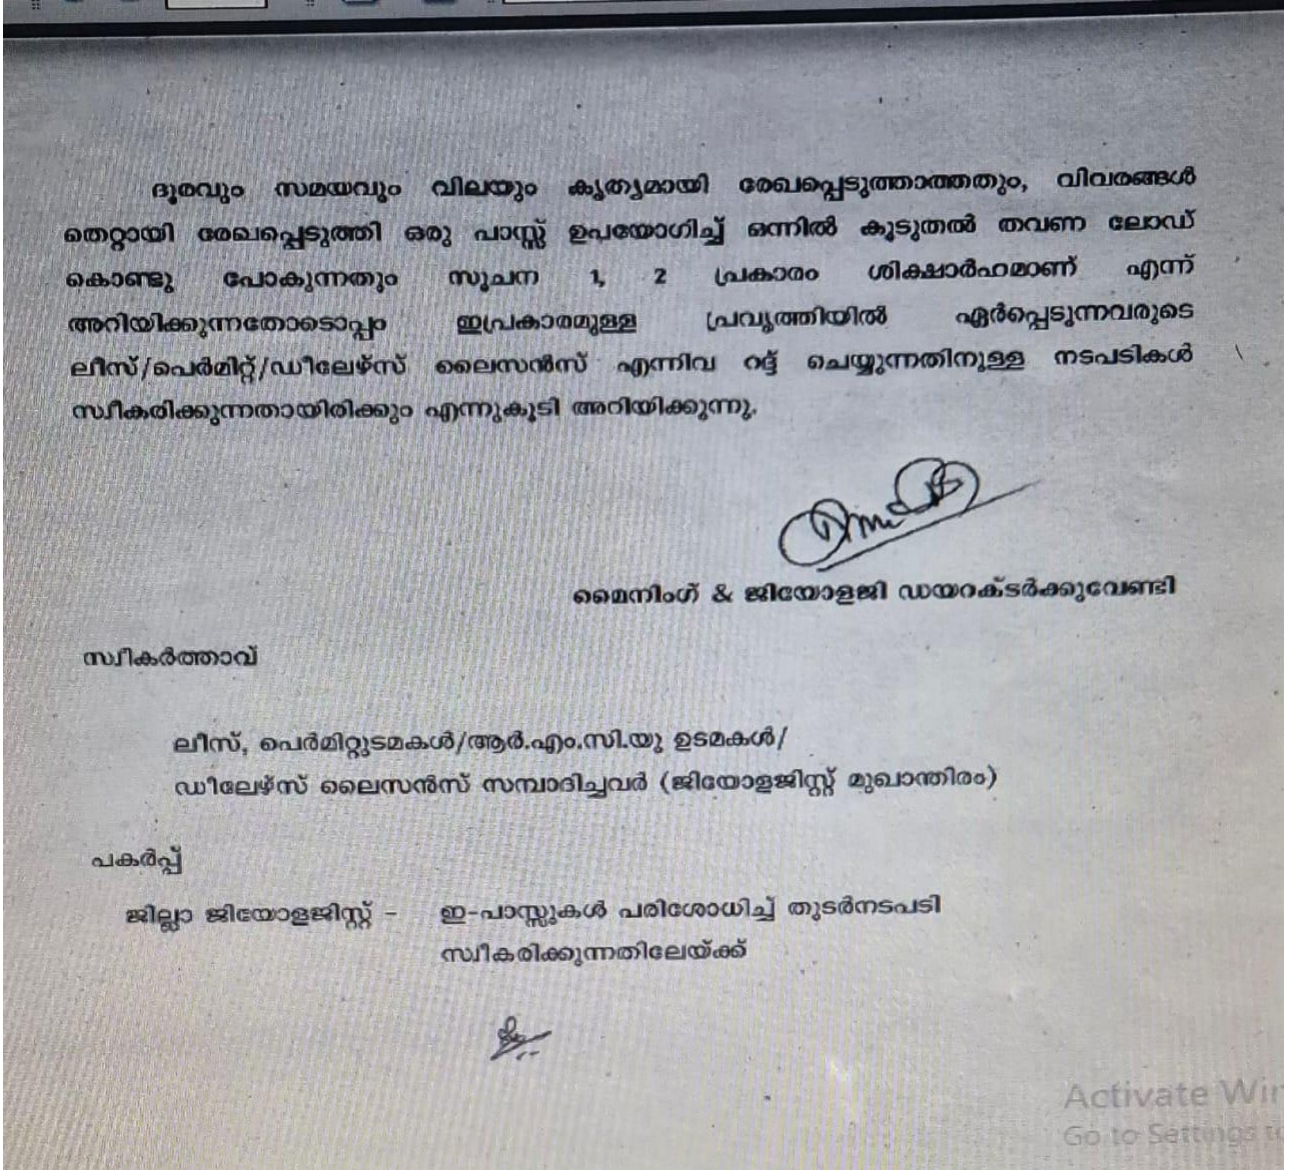 ദൂരവും സമയവും വിലയും കൃത്യമായി രേഖപ്പെടുത്താത്തതും, വിവരങ്ങൾ
തെറ്റായി രേഖപ്പെടുത്തി ഒരു പാസ്സ് ഉപയോഗിച്ച് ഒന്നിൽ കൂടുതൽ തവണ ലോഡ്
കൊണ്ടു പോകുന്നതും സൂചന 1, 2 പ്രകാരം ശിക്ഷാർഹമാണ് എന്ന്
അറിയിക്കുന്നതോടൊപ്പം ഇപ്രകാരമുള്ള പ്രവൃത്തിയിൽ ഏർപ്പെടുന്നവരുടെ
ലീസ്/പെർമിറ്റ്/ഡീലേഴ്സ് ലൈസൻസ് എന്നിവ റദ്ദ് ചെയ്യുന്നതിനുള്ള നടപടികൾ
സ്വീകരിക്കുന്നതായിരിക്കും എന്നുകൂടി അറിയിക്കുന്നു.
മൈനിംഗ് & ജിയോളജി ഡയറക്ടർക്കുവേണ്ടി
സ്വീകർത്താവ്
ലീസ്, പെർമിറ്റുടമകൾ/ആർ.എം.സി.യു ഉടമകൾ/
ഡീലേഴ്സ് ലൈസൻസ് സമ്പാദിച്ചവർ (ജിയോളജിസ്റ്റ് മുഖാന്തിരം)
പകർപ്പ്
ജില്ലാ ജിയോളജിസ്റ്റ് - ഇ-പാസ്സുകൾ പരിശോധിച്ച് തുടർനടപടി
സ്വീകരിക്കുന്നതിലേയ്ക്ക്
Activate Win
Go to Settings to